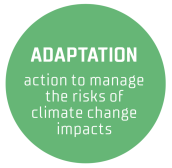 ADAPTATION
action to manage
the risks of
climate change
impacts